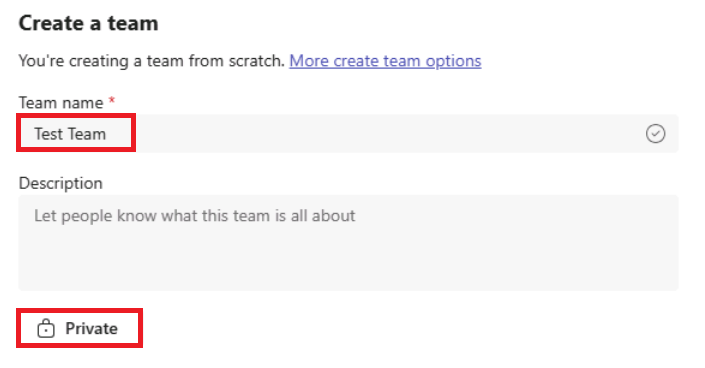 Create a team
You're creating a team from scratch. More create team options
Team name *
Test Team
Description
Let people know what this team is all about
Private